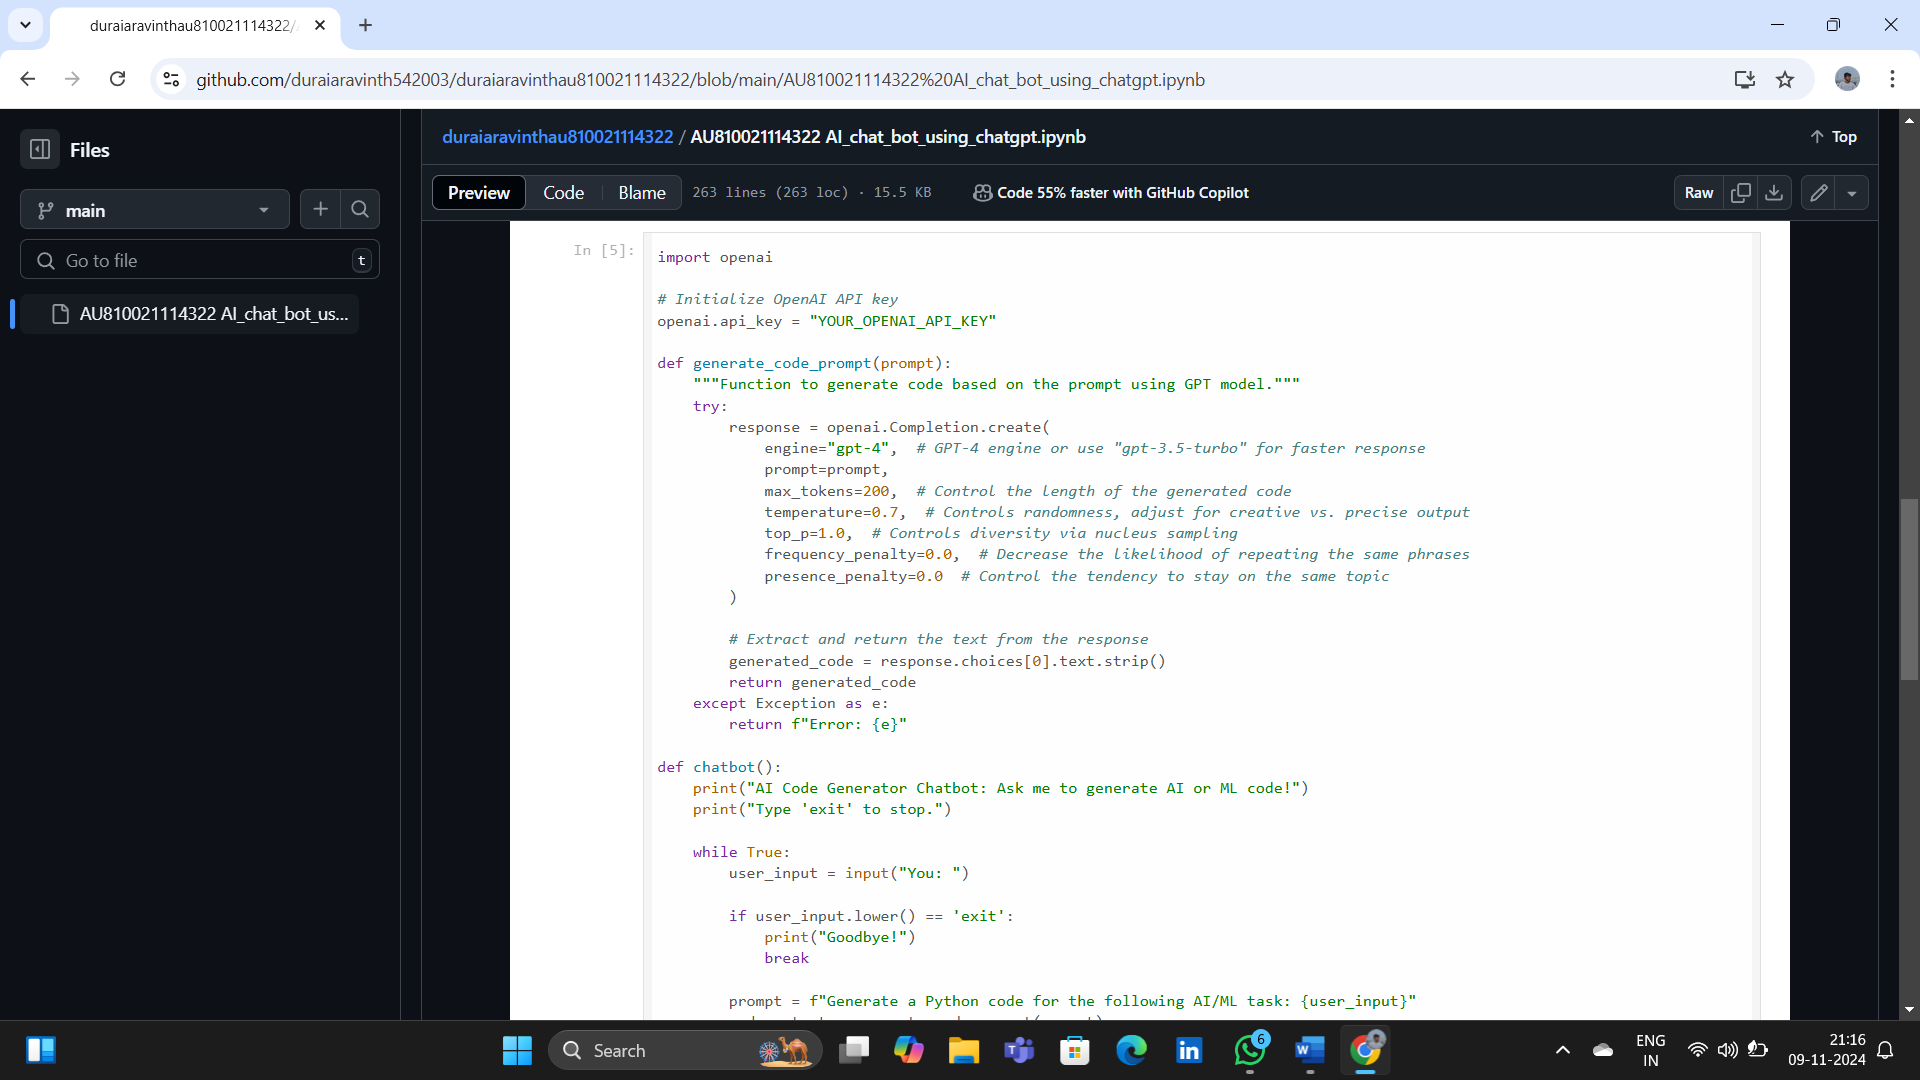 duraiaravinthau810021114322/
github.com/duraiaravinth542003/duraiaravinthau810021114322/blob/main/AU810021114322%20AI_chat_bot_using_chatgpt.ipynb
Files
main
Go to file
t
AU810021114322 AI_chat_bot_us...
duraiaravinthau810021114322 / AU810021114322 AI_chat_bot_using_chatgpt.ipynb
Top
Preview Code Blame 263 lines (263 loc) · 15.5 KB Code 55% faster with GitHub Copilot Raw
In [5]:
import openai
# Initialize OpenAI API key
openai.api_key = "YOUR_OPENAI_API_KEY"
def generate_code_prompt(prompt):
"""Function to generate code based on the prompt using GPT model."""
try:
response = openai.Completion.create(
engine="gpt-4",  # GPT-4 engine or use "gpt-3.5-turbo" for faster response
prompt=prompt,
max_tokens=200,  # Control the length of the generated code
temperature=0.7,  # Controls randomness, adjust for creative vs. precise output
top_p=1.0,  # Controls diversity via nucleus sampling
frequency_penalty=0.0,  # Decrease the likelihood of repeating the same phrases
presence_penalty=0.0  # Control the tendency to stay on the same topic
)
# Extract and return the text from the response
generated_code = response.choices[0].text.strip()
return generated_code
except Exception as e:
return f"Error: {e}"
def chatbot():
print("AI Code Generator Chatbot: Ask me to generate AI or ML code!")
print("Type 'exit' to stop.")
while True:
user_input = input("You: ")
if user_input.lower() == 'exit':
print("Goodbye!")
break
prompt = f"Generate a Python code for the following AI/ML task: {user_input}"
Search
6
ENG
IN
21:16
09-11-2024